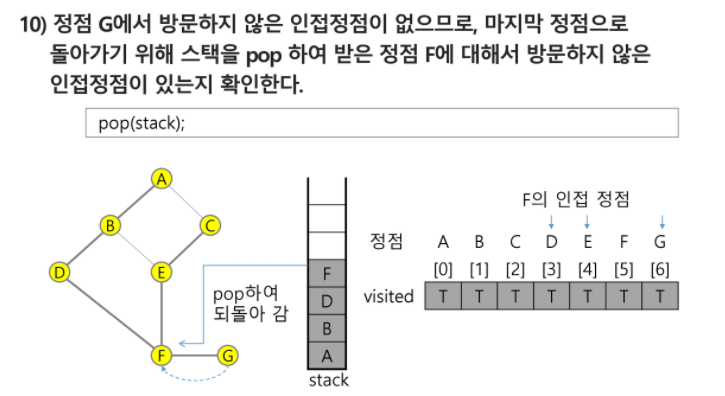 10) 정점 G에서 방문하지 않은 인접정점이 없으므로, 마지막 정점으로
돌아가기 위해 스택을 pop 하여 받은 정점 F에 대해서 방문하지 않은
인접정점이 있는지 확인한다.
pop(stack);
A
B
C
D
E
F
G
pop하여
되돌아 감
F
D
B
A
stack
F의 인접 정점
정점 A B C D E F G
[0] [1] [2] [3] [4] [5] [6]
visited T T T T T T T